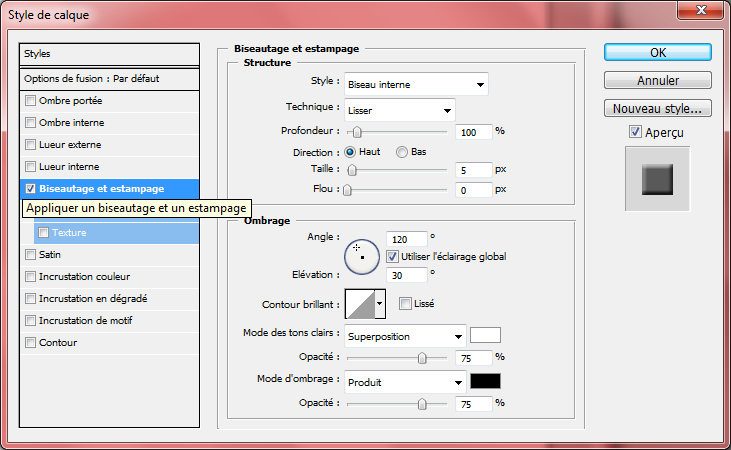 Style de calque
Styles
Options de fusion : Par défaut
Ombre portée
Ombre interne
Lueur externe
Lueur interne
Biseautage et estampage
Appliquer un biseautage et un estampage
Texture
Satin
Incrustation couleur
Incrustation en dégradé
Incrustation de motif
Contour
Biseautage et estampage
Structure
Style : Biseau interne
Technique : Lisser
Profondeur : 100 %
Direction : Haut Bas
Taille : 5 px
Flou : 0 px
Ombrage
Angle : 120 °
Utiliser l'éclairage global
Elévation : 30 °
Contour brillant : Lissé
Mode des tons clairs : Superposition
Opacité : 75 %
Mode d'ombrage : Produit
Opacité : 75 %
OK
Annuler
Nouveau style...
Aperçu